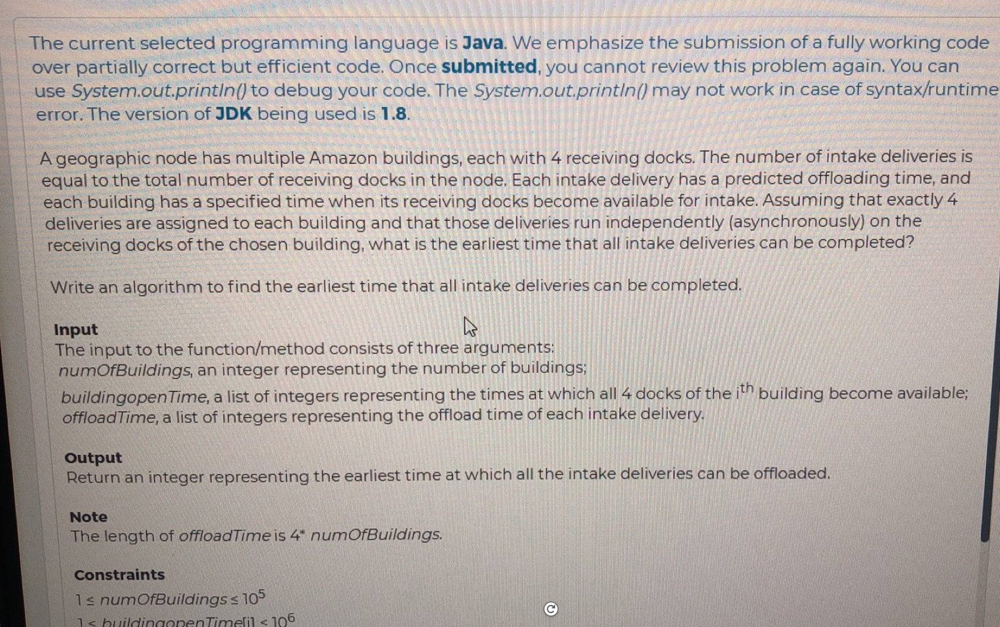 The current selected programming language is Java. We emphasize the submission of a fully working code
over partially correct but efficient code. Once submitted, you cannot review this problem again. You can
use System.out.println() to debug your code. The System.out.println() may not work in case of syntax/runtime
error. The version of JDK being used is 1.8.
A geographic node has multiple Amazon buildings, each with 4 receiving docks. The number of intake deliveries is
equal to the total number of receiving docks in the node. Each intake delivery has a predicted offloading time, and
each building has a specified time when its receiving docks become available for intake. Assuming that exactly 4
deliveries are assigned to each building and that those deliveries run independently (asynchronously) on the
receiving docks of the chosen building, what is the earliest time that all intake deliveries can be completed?
Write an algorithm to find the earliest time that all intake deliveries can be completed.
Input
The input to the function/method consists of three arguments:
numOfBuildings, an integer representing the number of buildings;
buildingopenTime, a list of integers representing the times at which all 4 docks of the ith building become available;
offloadTime, a list of integers representing the offload time of each intake delivery.
Output
Return an integer representing the earliest time at which all the intake deliveries can be offloaded.
Note
The length of offloadTime is 4* numOfBuildings.
Constraints
1 ≤ numOfBuildings ≤ 10^5
1 ≤ buildingopenTime[i] ≤ 10^6